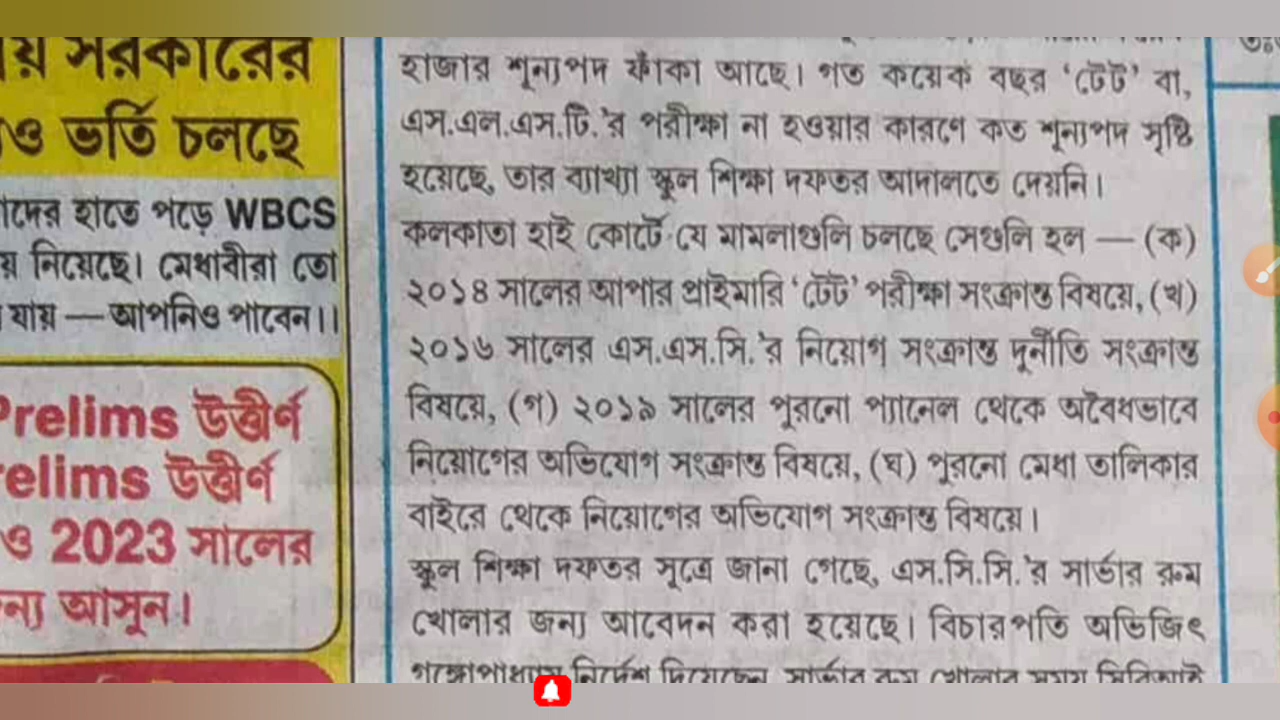 সরকারের
ও ভর্তি চলছে
হাতে পড়ে WBCS
নিয়েছে। মেধাবীরা তো
যায় — আপনিও পাবেন।।
Prelims উত্তীর্ণ
উত্তীর্ণ
ও 2023 সালের
আসুন।
হাজার শূন্যপদ ফাঁকা আছে। গত কয়েক বছর ‘টেট’ বা,
এস.এল.এস.টি.'র পরীক্ষা না হওয়ার কারণে কত শূন্যপদ সৃষ্টি
হয়েছে, তার ব্যাখ্যা স্কুল শিক্ষা দফতর আদালতে দেয়নি।
কলকাতা হাই কোর্টে যে মামলাগুলি চলছে সেগুলি হল — (ক)
২০১৪ সালের আপার প্রাইমারি ‘টেট’ পরীক্ষা সংক্রান্ত বিষয়ে, (খ)
২০১৬ সালের এস.এস.সি.'র নিয়োগ সংক্রান্ত দুর্নীতি সংক্রান্ত
বিষয়ে, (গ) ২০১৯ সালের পুরনো প্যানেল থেকে অবৈধভাবে
নিয়োগের অভিযোগ সংক্রান্ত বিষয়ে, (ঘ) পুরনো মেধা তালিকার
বাইরে থেকে নিয়োগের অভিযোগ সংক্রান্ত বিষয়ে।
স্কুল শিক্ষা দফতর সূত্রে জানা গেছে, এস.সি.সি.'র সার্ভার রুম
খোলার জন্য আবেদন করা হয়েছে। বিচারপতি অভিজিৎ
গঙ্গোপাধ্যায় নির্দেশ দিয়েছেন, সার্ভার রুম খোলার সময় সিবিআই